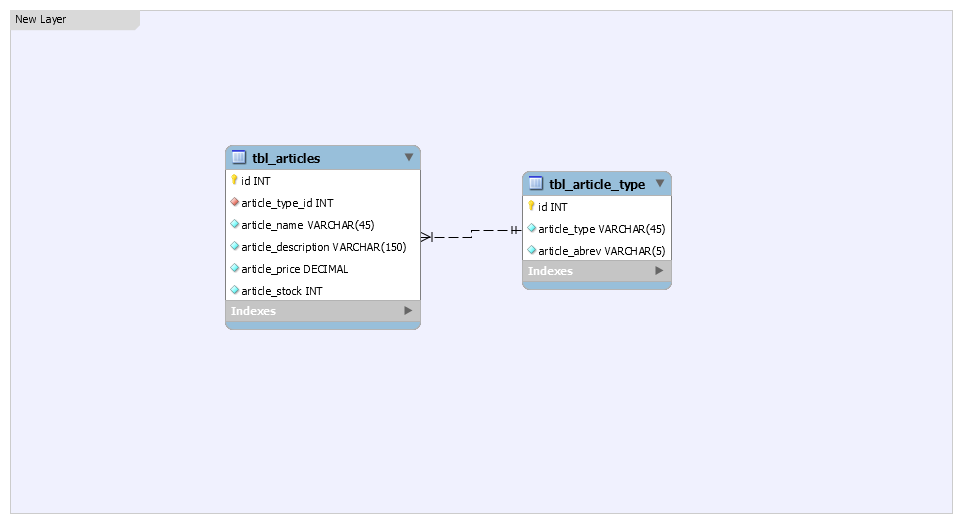 New Layer
tbl_articles
id INT
article_type_id INT
article_name VARCHAR(45)
article_description VARCHAR(150)
article_price DECIMAL
article_stock INT
Indexes
tbl_article_type
id INT
article_type VARCHAR(45)
article_abrev VARCHAR(5)
Indexes